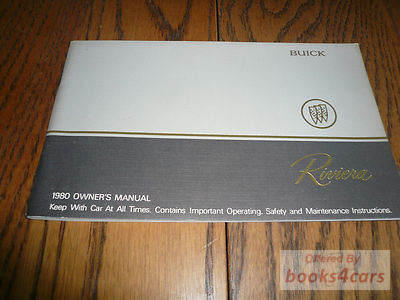 BUICK
Riviera
1980 OWNER'S MANUAL
Keep With Car At All Times. Contains Important Operating, Safety and Maintenance Instructions.
Offered By
books4cars